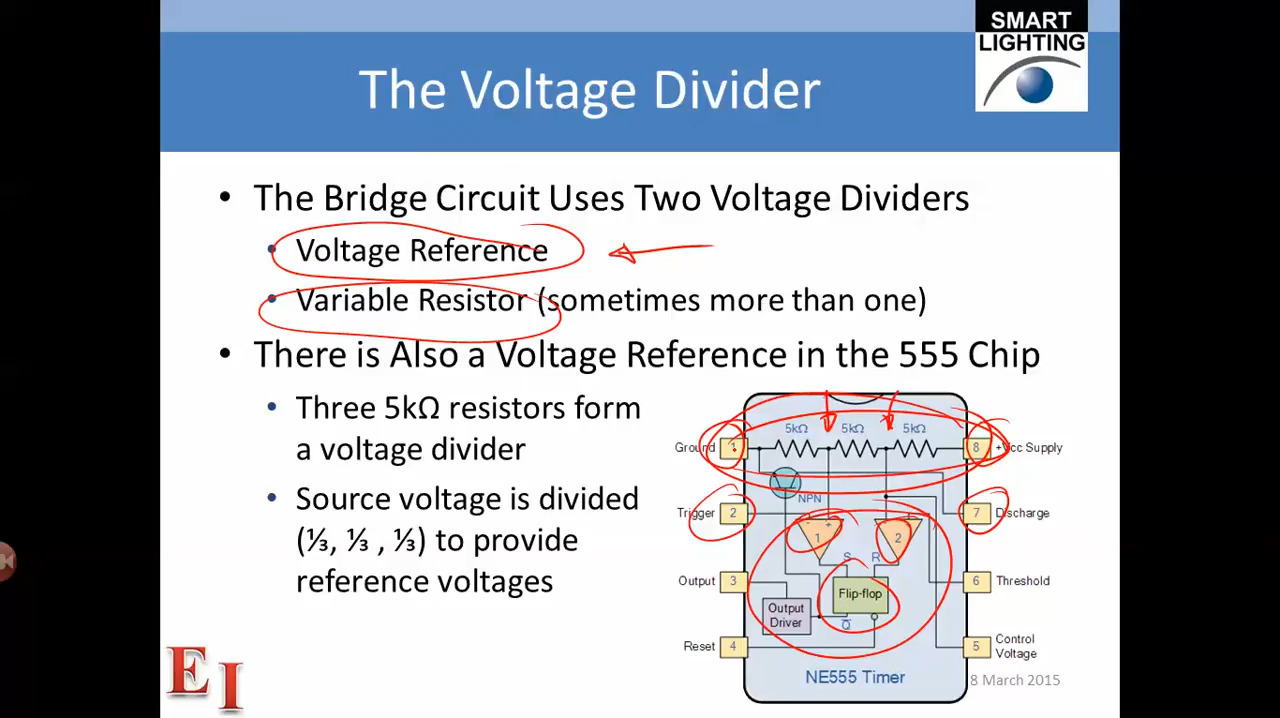 SMART
LIGHTING
The Voltage Divider
• The Bridge Circuit Uses Two Voltage Dividers
• Voltage Reference
• Variable Resistor (sometimes more than one)
• There is Also a Voltage Reference in the 555 Chip
• Three 5kΩ resistors form
a voltage divider
• Source voltage is divided
(⅓, ⅓ , ⅓) to provide
reference voltages
5kΩ 5kΩ 5kΩ
Ground 1 8 +Vcc Supply
NPN
Trigger 2 7 Discharge
- + 1 2
S R
Output 3 6 Threshold
Flip-flop
Output
Driver
Q̅
Reset 4 5 Control
Voltage
NE555 Timer
8 March 2015
E I